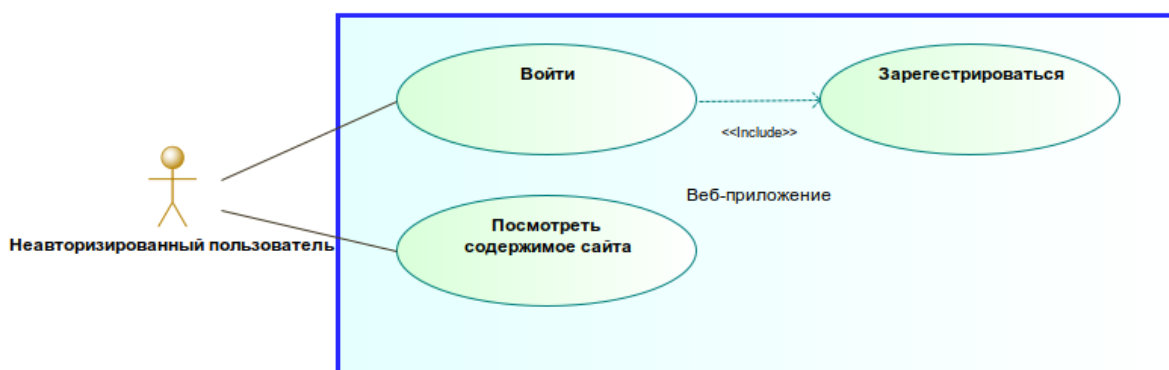 Войти
Зарегестрироваться
<<Include>>
Веб-приложение
Посмотреть
содержимое сайта
Неавторизированный пользователь